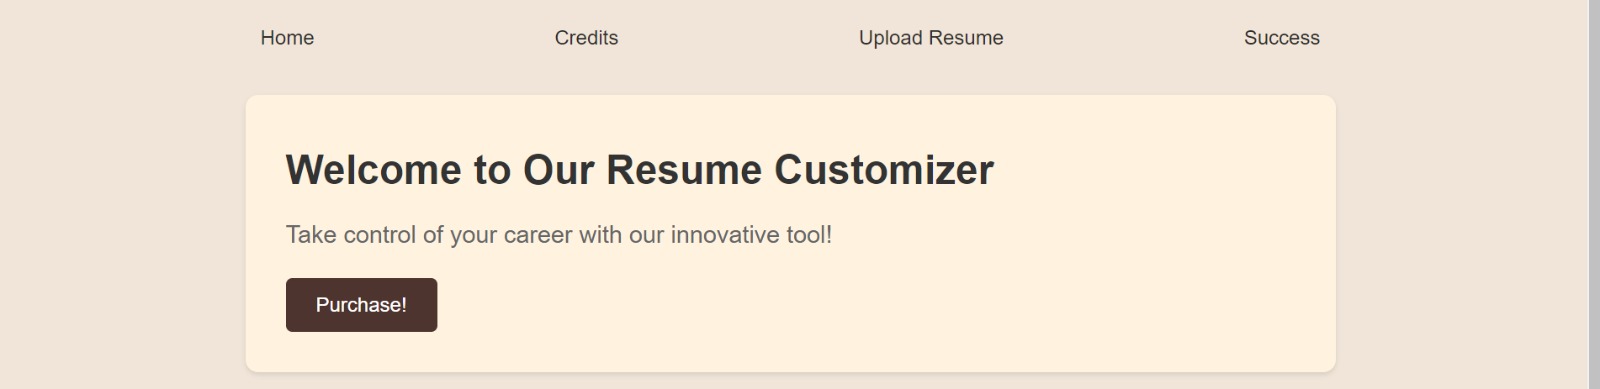 Home Credits Upload Resume Success
Welcome to Our Resume Customizer
Take control of your career with our innovative tool!
Purchase!